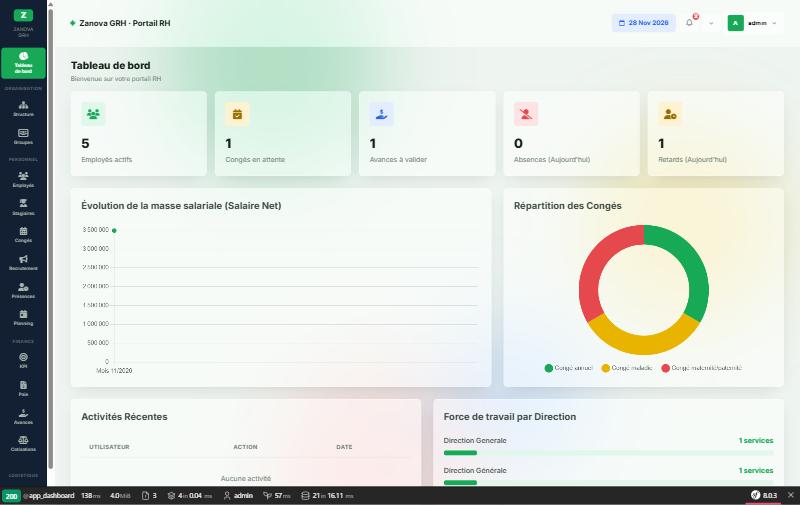 Z
ZANOVA
GRH
Tableau
de bord
ORGANISATION
Structure
Groupes
PERSONNEL
Employés
Stagiaires
Congés
Recrutement
Présences
Planning
FINANCE
KPI
Paie
Avances
Cotisations
LOGISTIQUE
Zanova GRH · Portail RH
28 Nov 2026
A admin
Tableau de bord
Bienvenue sur votre portail RH
5
Employés actifs
1
Congés en attente
1
Avances à valider
0
Absences (Aujourd'hui)
1
Retards (Aujourd'hui)
Évolution de la masse salariale (Salaire Net)
3 500 000
3 000 000
2 500 000
2 000 000
1 500 000
1 000 000
500 000
0
Mois 11/2026
Répartition des Congés
Congé annuel Congé maladie Congé maternité/paternité
Activités Récentes
UTILISATEUR ACTION DATE
Aucune activité
Force de travail par Direction
Direction Generale 1 services
Direction Générale 1 services
200 @app_dashboard 138 ms 4.0 MiB 3 4 in 0.04 ms admin 57 ms 21 in 16.11 ms 8.0.3